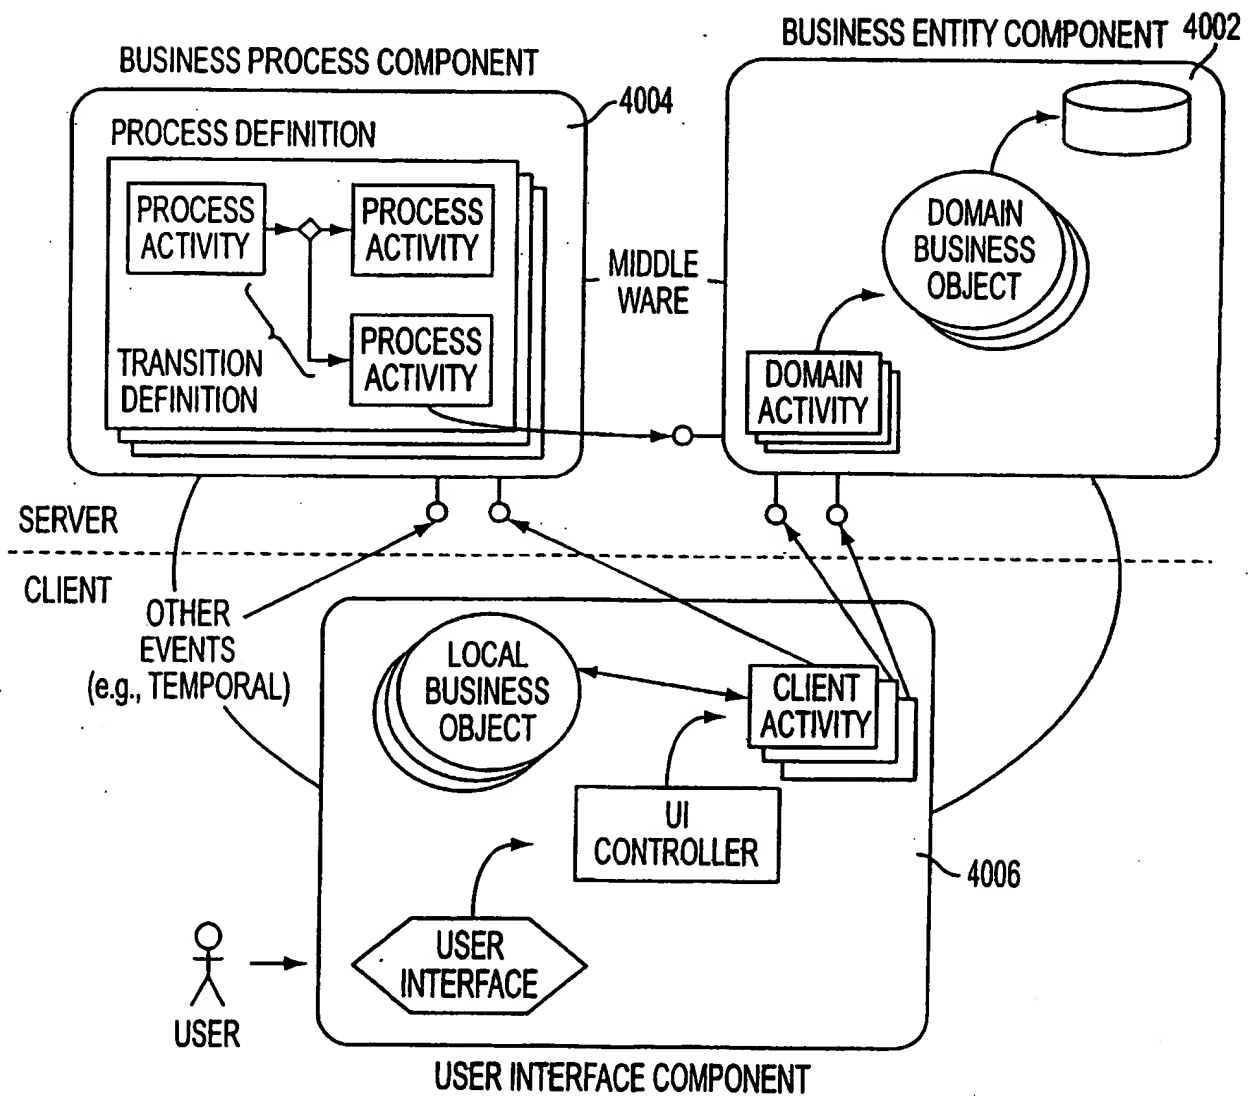 BUSINESS PROCESS COMPONENT
4004
PROCESS DEFINITION
PROCESS
ACTIVITY
PROCESS
ACTIVITY
TRANSITION
DEFINITION
PROCESS
ACTIVITY
MIDDLE
WARE
BUSINESS ENTITY COMPONENT
4002
DOMAIN
BUSINESS
OBJECT
DOMAIN
ACTIVITY
SERVER
CLIENT
OTHER
EVENTS
(e.g., TEMPORAL)
LOCAL
BUSINESS
OBJECT
CLIENT
ACTIVITY
UI
CONTROLLER
4006
USER
INTERFACE
USER
USER INTERFACE COMPONENT